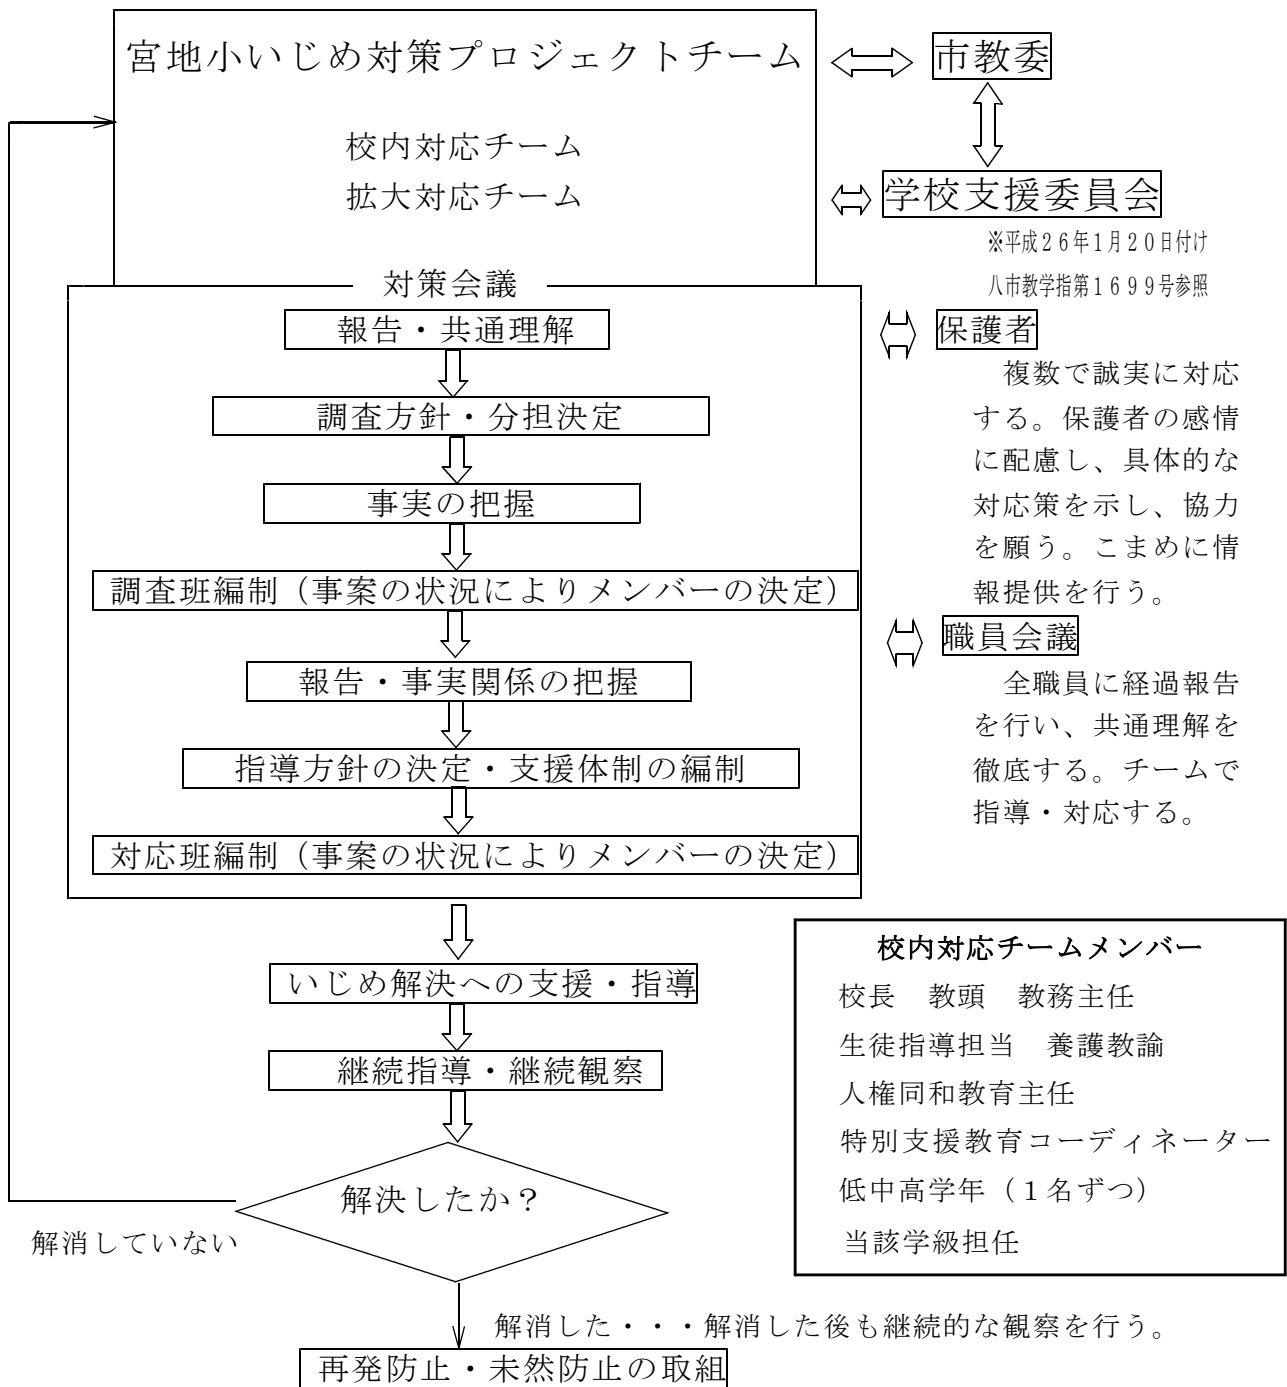 宮地小いじめ対策プロジェクトチーム
市教委
校内対応チーム
拡大対応チーム
学校支援委員会
※平成26年1月20日付け
八市教学指第1699号参照
対策会議
報告・共通理解
調査方針・分担決定
事実の把握
調査班編制（事案の状況によりメンバーの決定）
報告・事実関係の把握
指導方針の決定・支援体制の編制
対応班編制（事案の状況によりメンバーの決定）
保護者
複数で誠実に対応
する。保護者の感情
に配慮し、具体的な
対応策を示し、協力
を願う。こまめに情
報提供を行う。
職員会議
全職員に経過報告
を行い、共通理解を
徹底する。チームで
指導・対応する。
いじめ解決への支援・指導
継続指導・継続観察
解決したか？
解消していない
校内対応チームメンバー
校長　教頭　教務主任
生徒指導担当　養護教諭
人権同和教育主任
特別支援教育コーディネーター
低中高学年（１名ずつ）
当該学級担任
解消した・・・解消した後も継続的な観察を行う。
再発防止・未然防止の取組